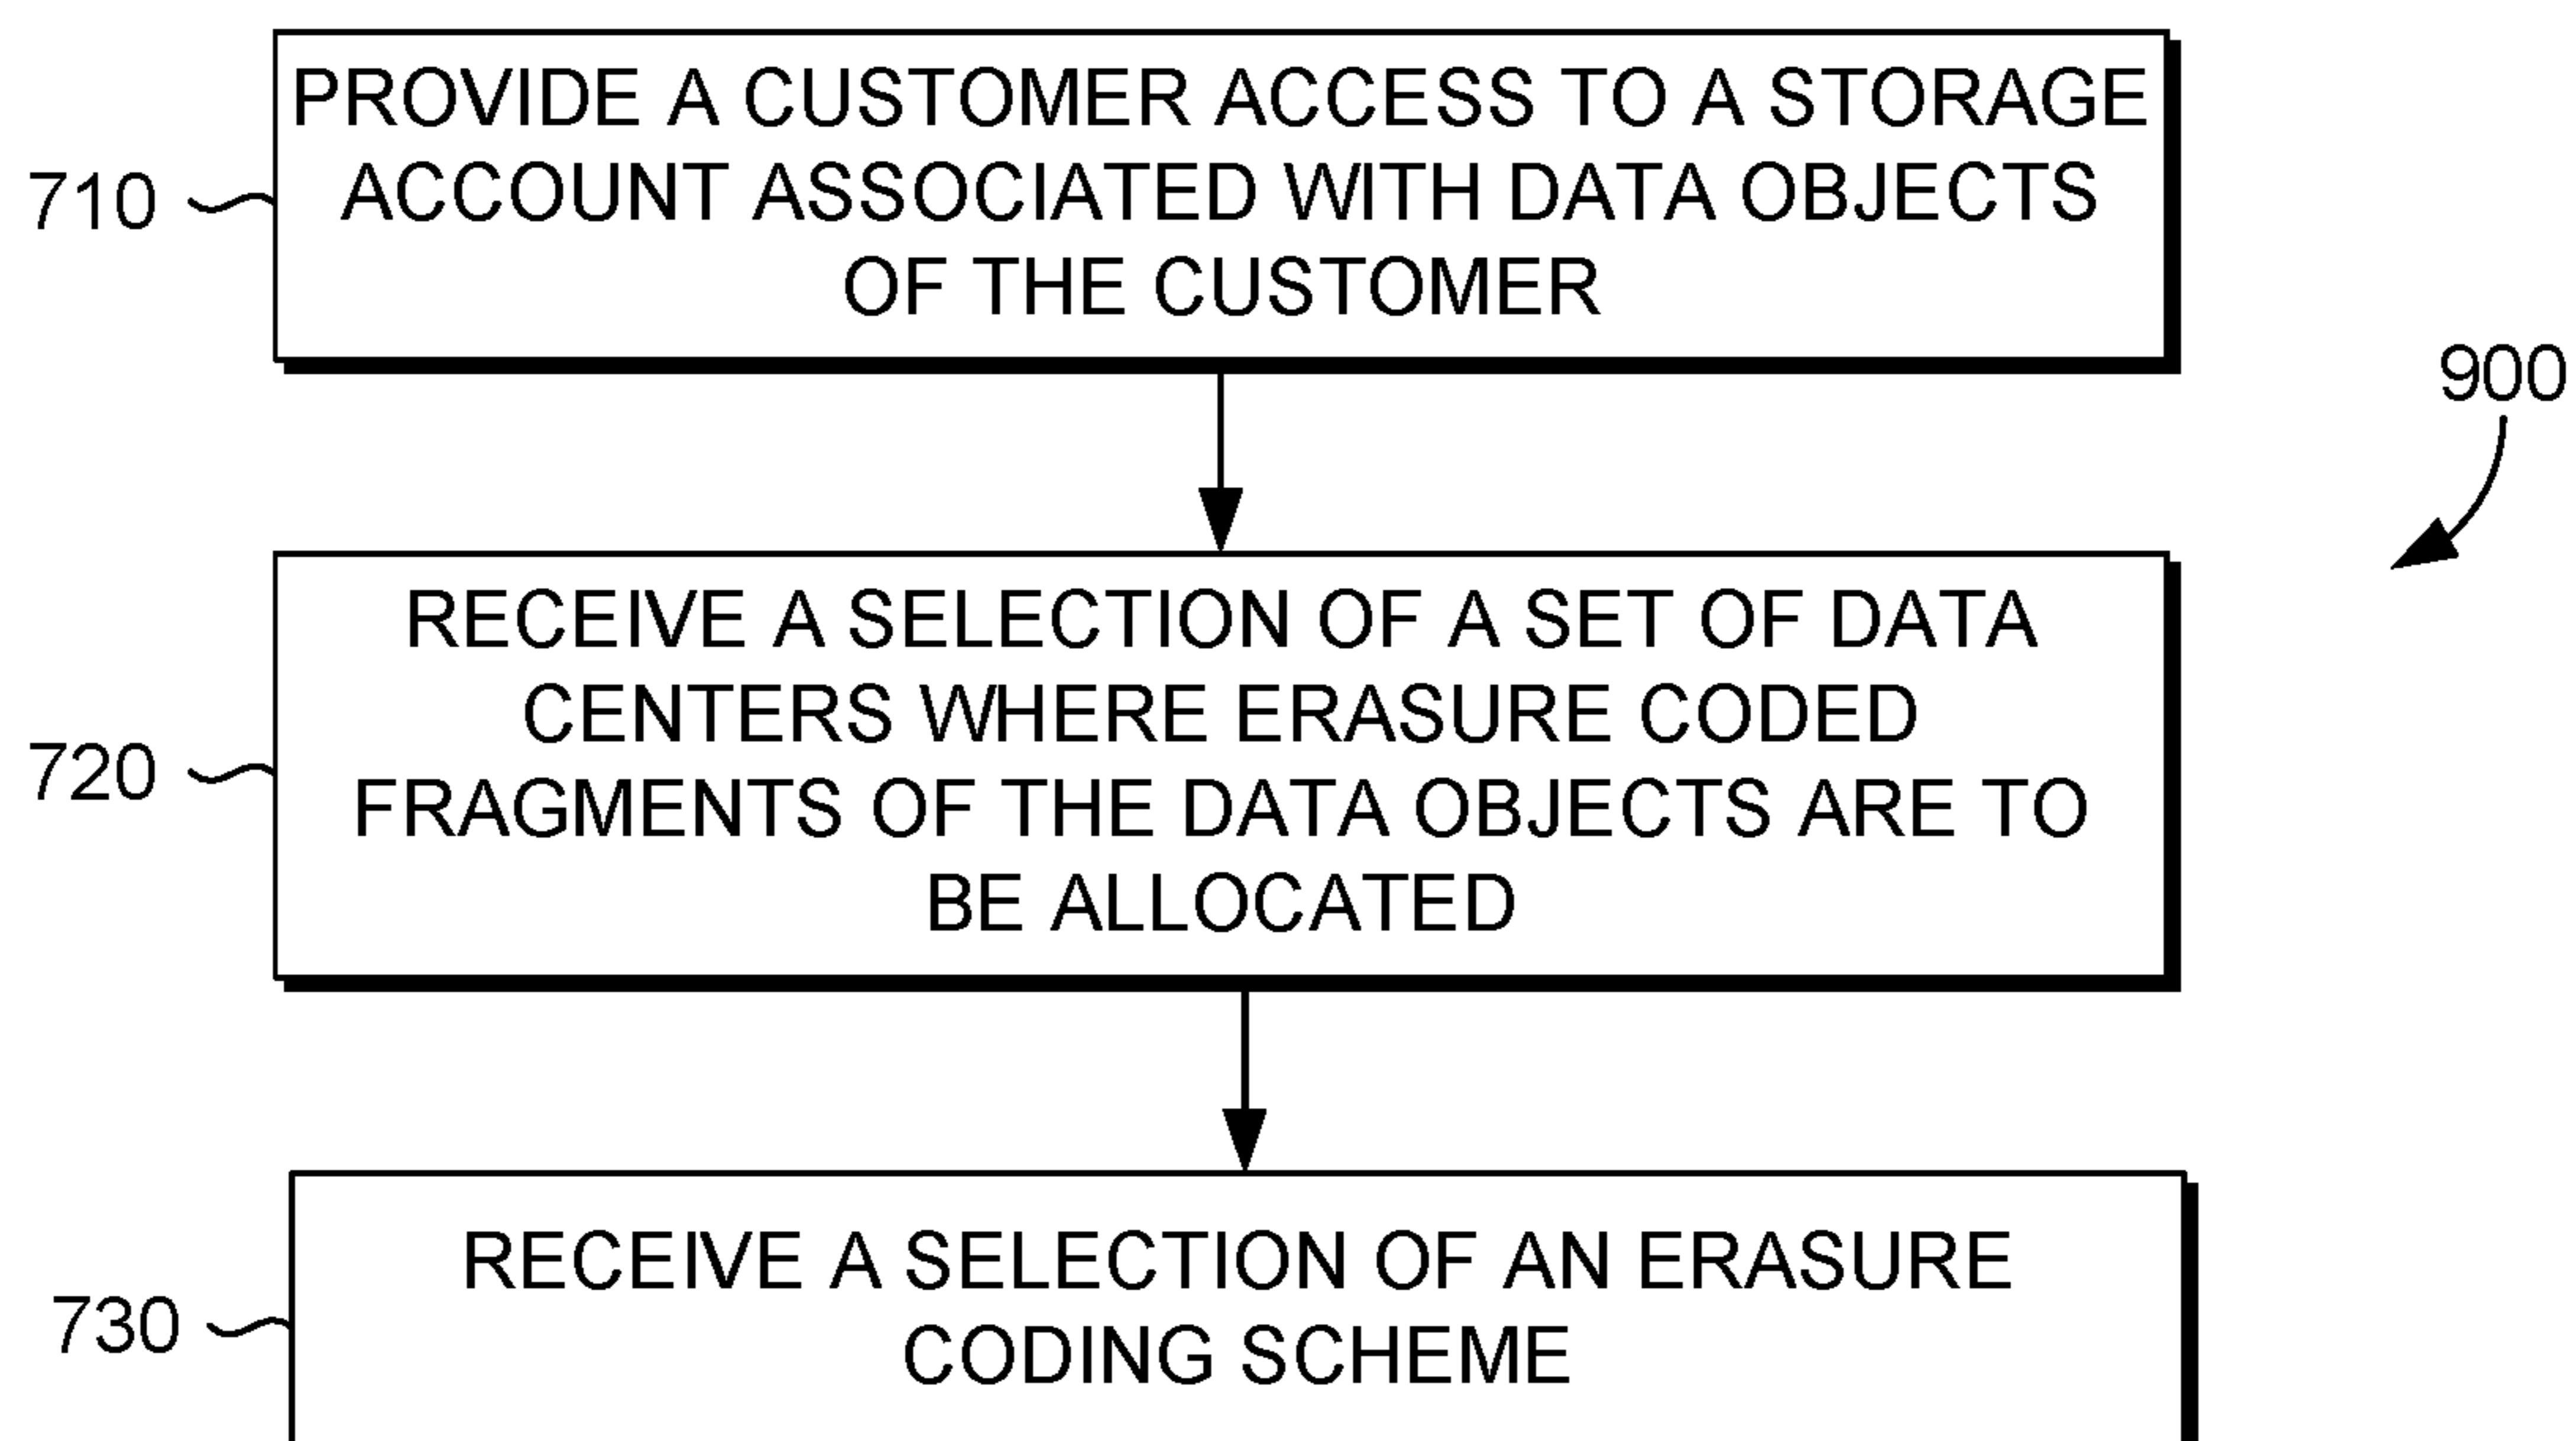 PROVIDE A CUSTOMER ACCESS TO A STORAGE
ACCOUNT ASSOCIATED WITH DATA OBJECTS
OF THE CUSTOMER
710
900
RECEIVE A SELECTION OF A SET OF DATA
CENTERS WHERE ERASURE CODED
FRAGMENTS OF THE DATA OBJECTS ARE TO
BE ALLOCATED
720
RECEIVE A SELECTION OF AN ERASURE
CODING SCHEME
730